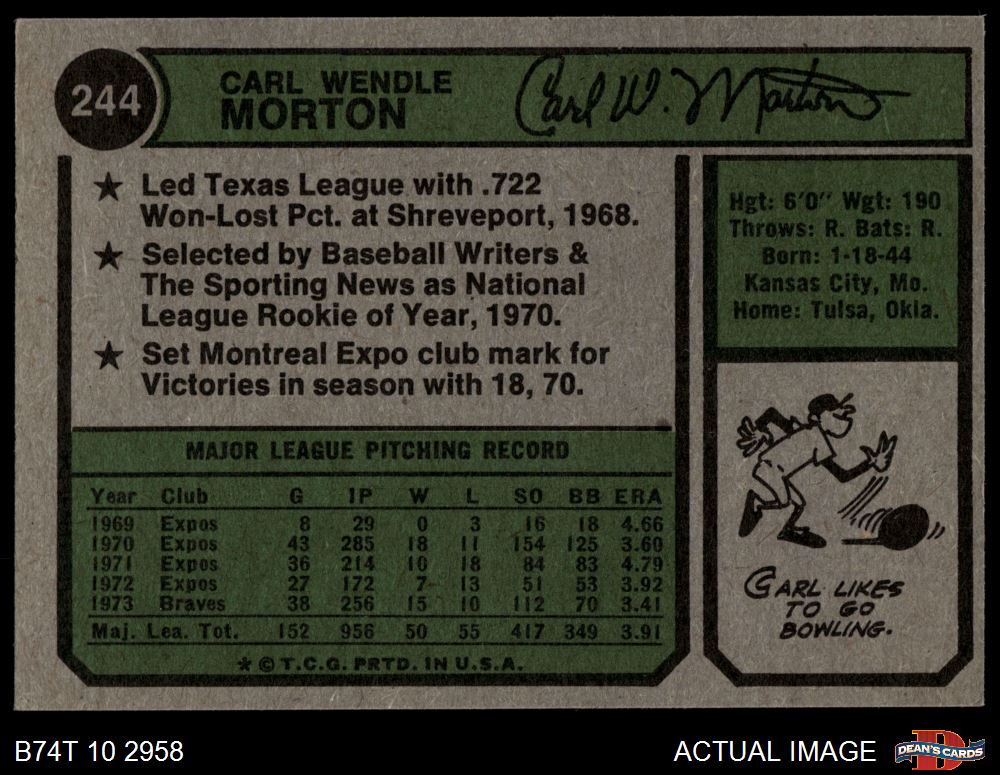 244
CARL WENDLE
MORTON
Carl W. Morton
★ Led Texas League with .722
Won-Lost Pct. at Shreveport, 1968.
★ Selected by Baseball Writers &
The Sporting News as National
League Rookie of Year, 1970.
★ Set Montreal Expo club mark for
Victories in season with 18, 70.
Hgt: 6'0" Wgt: 190
Throws: R. Bats: R.
Born: 1-18-44
Kansas City, Mo.
Home: Tulsa, Okla.
MAJOR LEAGUE PITCHING RECORD
Year Club G IP W L SO BB ERA
1969 Expos 8 29 0 3 16 18 4.66
1970 Expos 43 285 18 11 154 125 3.60
1971 Expos 36 214 10 18 84 83 4.79
1972 Expos 27 172 7 13 51 53 3.92
1973 Braves 38 256 15 10 112 70 3.41
Maj. Lea. Tot. 152 956 50 55 417 349 3.91
★ © T.C.G. PRTD. IN U.S.A.
CARL LIKES
TO GO
BOWLING.
B74T 10 2958
ACTUAL IMAGE
D
DEAN'S CARDS